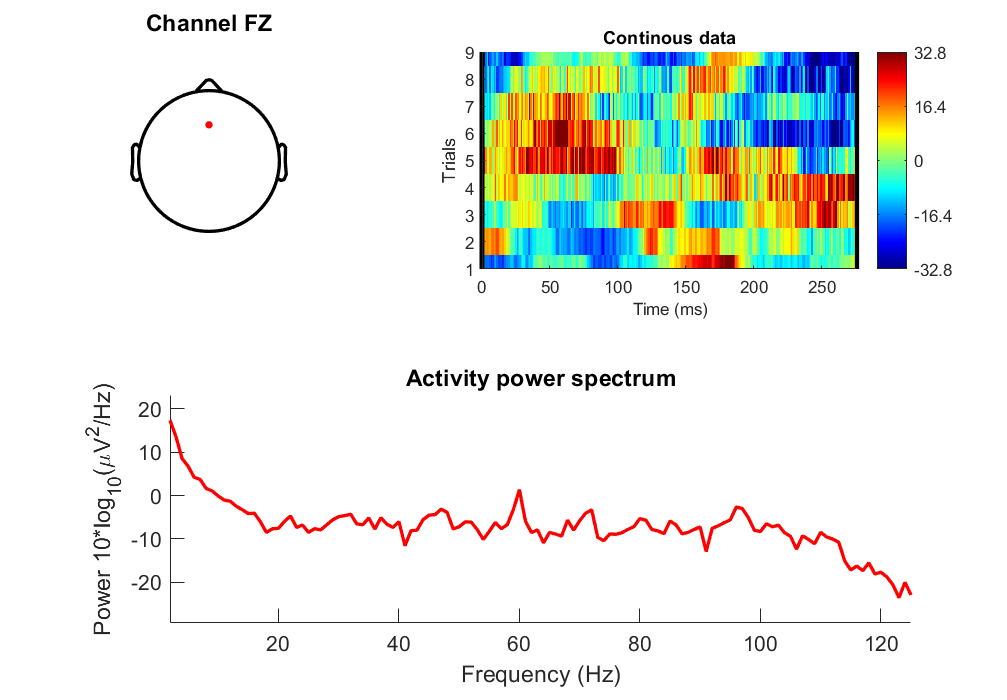 Channel FZ
Continous data
Trials
9
8
7
6
5
4
3
2
1
0 50 100 150 200 250
Time (ms)
32.8
16.4
0
-16.4
-32.8
Activity power spectrum
Power 10*log10(μV2/Hz)
20
10
0
-10
-20
20 40 60 80 100 120
Frequency (Hz)